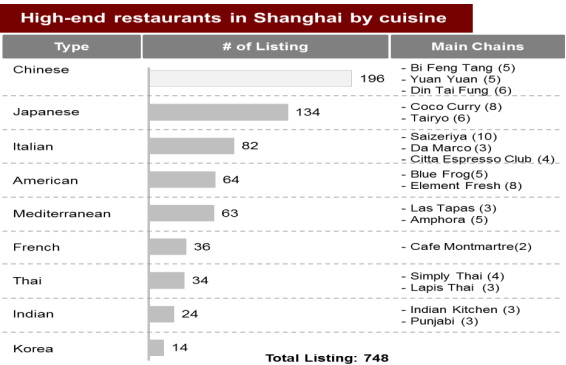 High-end restaurants in Shanghai by cuisine
Type # of Listing Main Chains
Chinese 196 - Bi Feng Tang (5)
- Yuan Yuan (5)
- Din Tai Fung (6)
Japanese 134 - Coco Curry (8)
- Tairyo (6)
Italian 82 - Saizeriya (10)
- Da Marco (3)
- Citta Espresso Club (4)
American 64 - Blue Frog(5)
- Element Fresh (8)
Mediterranean 63 - Las Tapas (3)
- Amphora (5)
French 36 - Cafe Montmartre(2)
Thai 34 - Simply Thai (4)
- Lapis Thai (3)
Indian 24 - Indian Kitchen (3)
- Punjabi (3)
Korea 14
Total Listing: 748